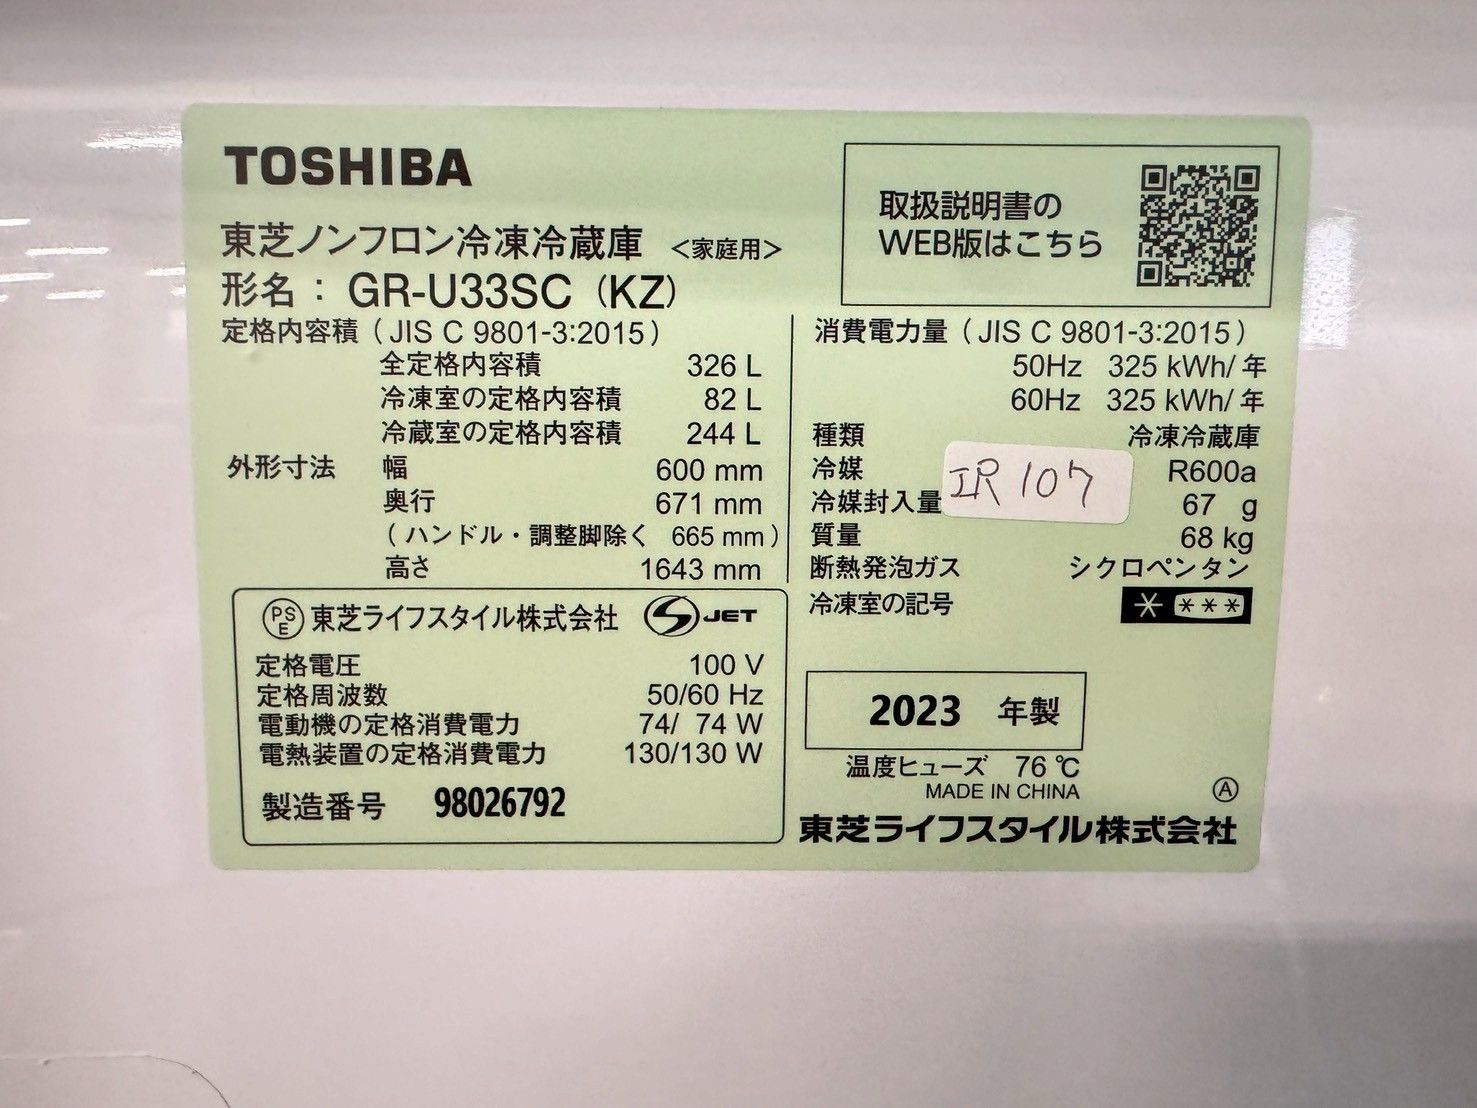 TOSHIBA
取扱説明書の
WEB版はこちら
東芝ノンフロン冷凍冷蔵庫 <家庭用>
形名： GR-U33SC (KZ)
定格内容積 (JIS C 9801-3:2015)
全定格内容積 326 L
冷凍室の定格内容積 82 L
冷蔵室の定格内容積 244 L
外形寸法 幅 600 mm
奥行 671 mm
(ハンドル・調整脚除く 665 mm)
高さ 1643 mm
消費電力量 (JIS C 9801-3:2015)
50Hz 325 kWh/年
60Hz 325 kWh/年
種類 冷凍冷蔵庫
冷媒 R600a
冷媒封入量 67 g
質量 68 kg
断熱発泡ガス シクロペンタン
冷凍室の記号 * ***
IR 107
PSE 東芝ライフスタイル株式会社 S JET
定格電圧 100 V
定格周波数 50/60 Hz
電動機の定格消費電力 74/ 74 W
電熱装置の定格消費電力 130/130 W
製造番号 98026792
2023 年製
温度ヒューズ 76 ℃
MADE IN CHINA
Ⓐ
東芝ライフスタイル株式会社